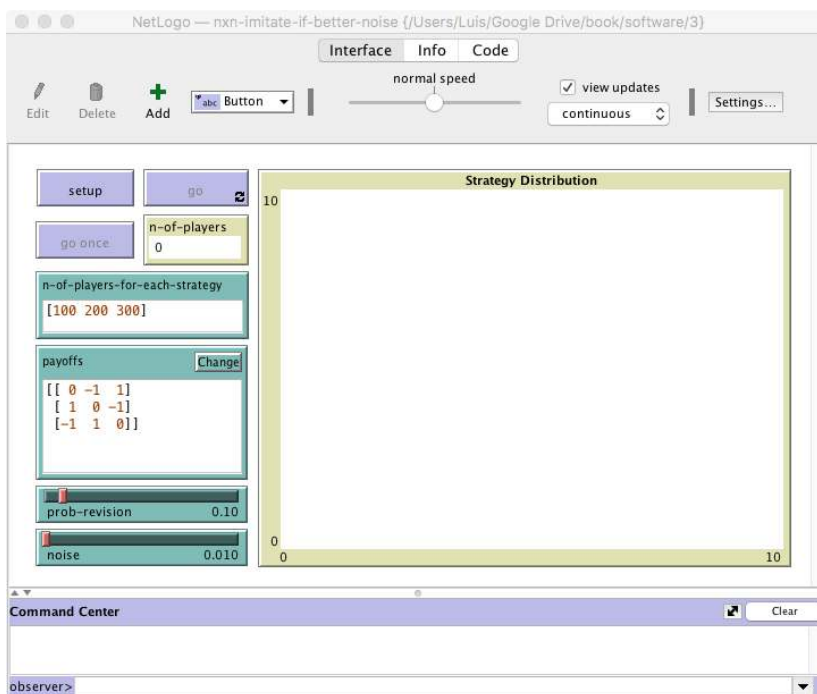 NetLogo — nxn-imitate-if-better-noise {/Users/Luis/Google Drive/book/software/3}
Interface Info Code
Edit Delete Add abc Button normal speed view updates continuous Settings...
setup go
go once n-of-players 0
n-of-players-for-each-strategy
[100 200 300]
payoffs Change
[[ 0 -1 1]
[ 1 0 -1]
[-1 1 0]]
prob-revision 0.10
noise 0.010
Strategy Distribution
10
0
0 10
Command Center Clear
observer>